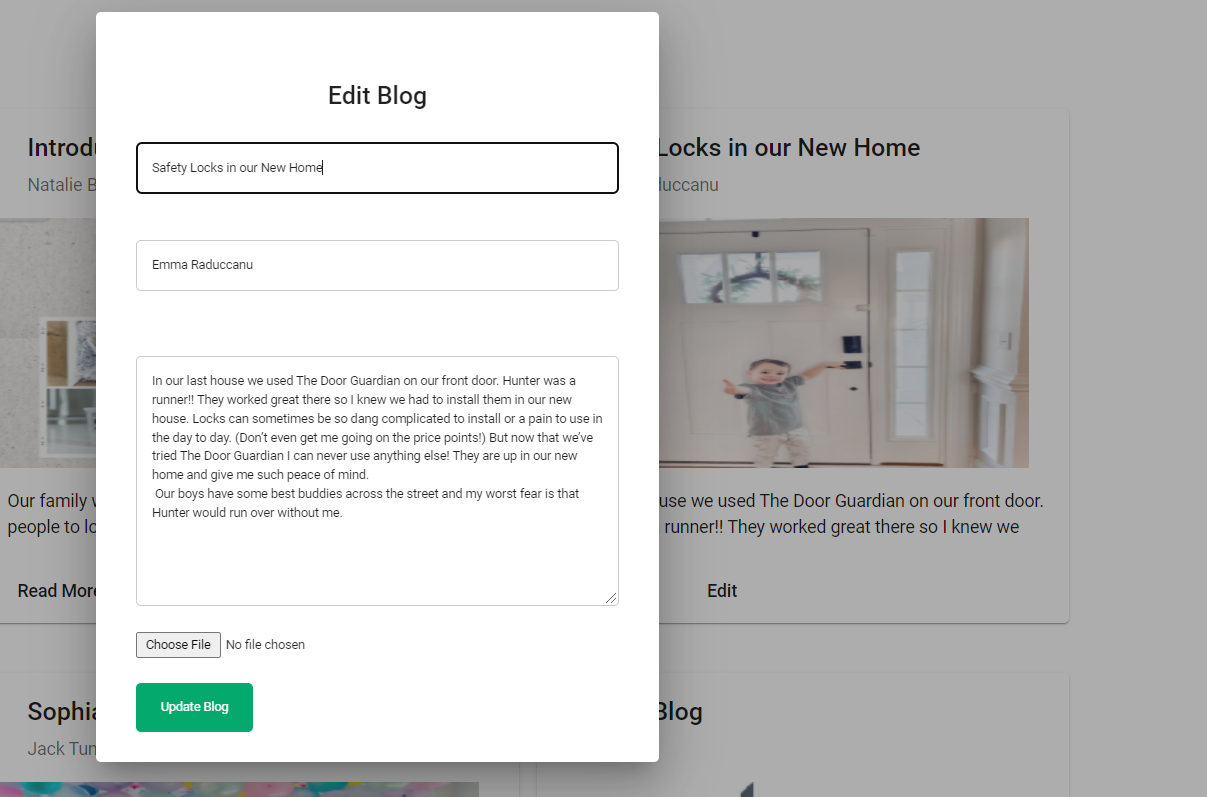 Edit Blog
Safety Locks in our New Home
Emma Raduccanu
In our last house we used The Door Guardian on our front door. Hunter was a
runner!! They worked great there so I knew we had to install them in our new
house. Locks can sometimes be so dang complicated to install or a pain to use in
the day to day. (Don’t even get me going on the price points!) But now that we’ve
tried The Door Guardian I can never use anything else! They are up in our new
home and give me such peace of mind.
Our boys have some best buddies across the street and my worst fear is that
Hunter would run over without me.
Choose File No file chosen
Update Blog
Natalie B
Our family
people to lo
Read More
Locks in our New Home
use we used The Door Guardian on our front door.
runner!! They worked great there so I knew we
Edit
Sophia
Jack Tun
Blog